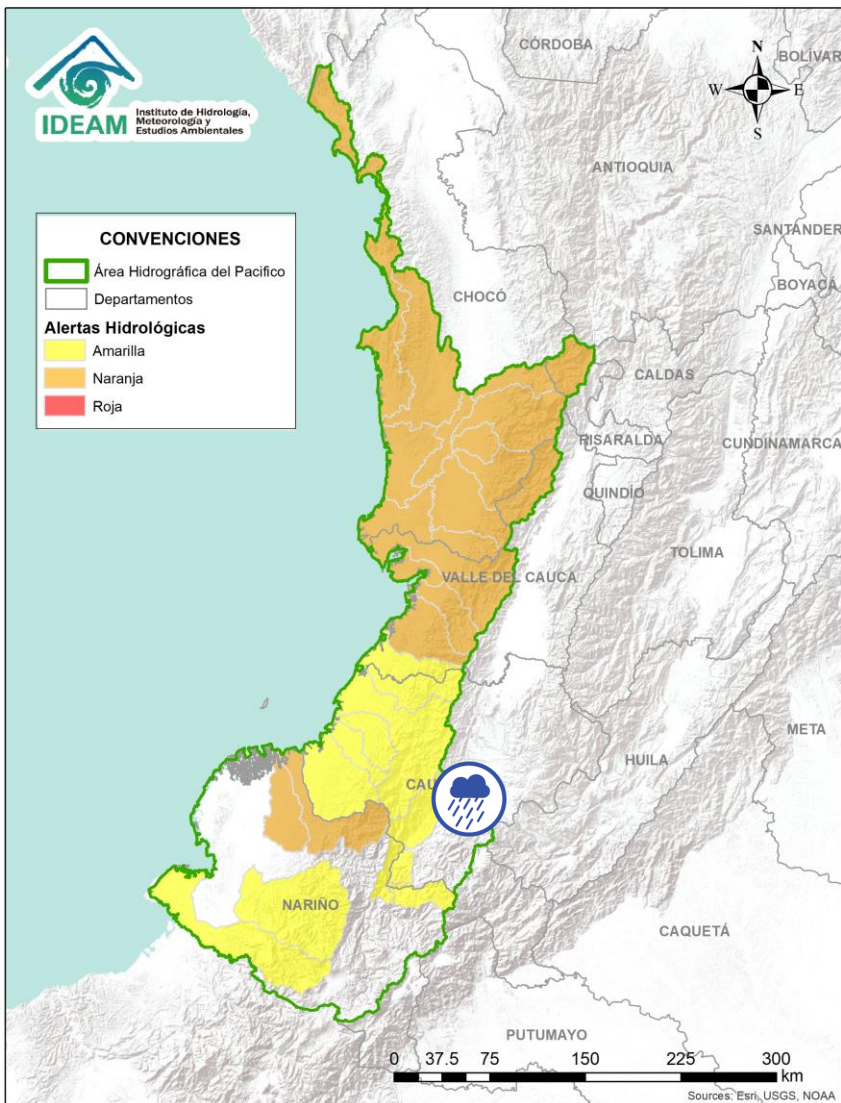 IDEAM
Instituto de Hidrología,
Meteorología y
Estudios Ambientales
CÓRDOBA
BOLÍVAR
N
W E
S
ANTIOQUIA
SANTANDER
BOYACÁ
CONVENCIONES
Área Hidrográfica del Pacifico
Departamentos
Alertas Hidrológicas
Amarilla
Naranja
Roja
CHOCÓ
CALDAS
RISARALDA
CUNDINAMARCA
QUINDÍO
TOLIMA
VALLE DEL CAUCA
META
HUILA
CAU
NARIÑO
CAQUETÁ
PUTUMAYO
0 37.5 75 150 225 300
km
Sources: Esri, USGS, NOAA